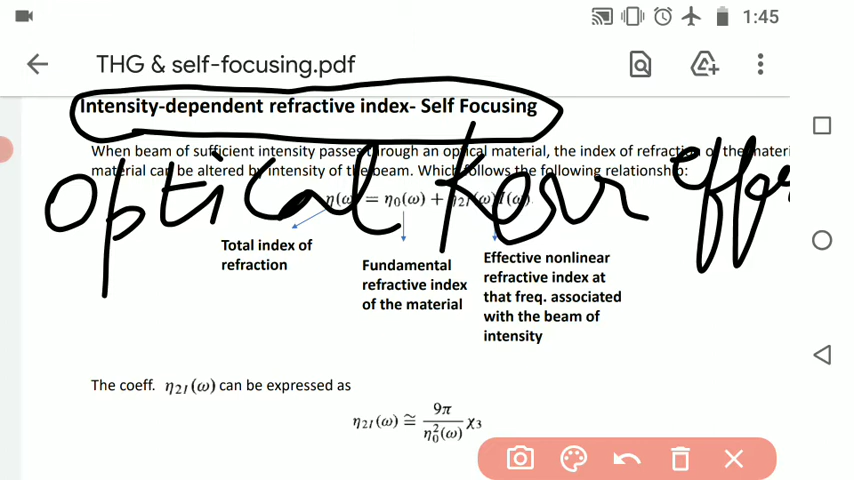 1:45
THG & self-focusing.pdf
Intensity-dependent refractive index- Self Focusing
When beam of sufficient intensity passes through an optical material, the index of refraction of the materi
material can be altered by intensity of the beam. Which follows the following relationship:
optical Kerr effe
η(ω) = η₀(ω) + η₂I(ω)I(ω)
Total index of
refraction
Fundamental
refractive index
of the material
Effective nonlinear
refractive index at
that freq. associated
with the beam of
intensity
The coeff. η₂I(ω) can be expressed as
η₂I(ω) ≅ 9π/η₀²(ω) χ₃